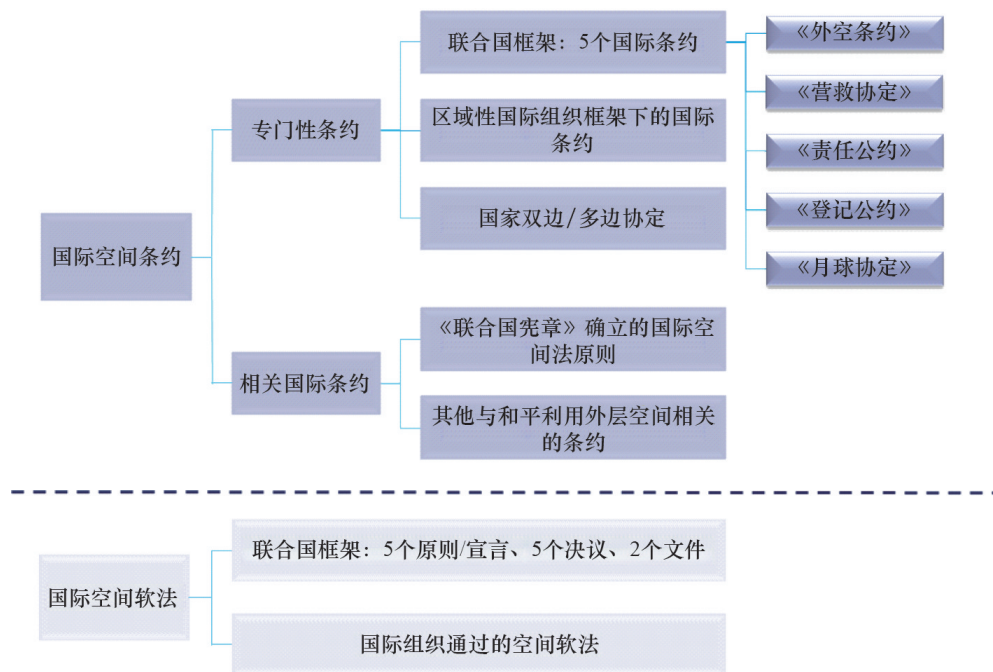 国际空间条约
专门性条约
联合国框架：5个国际条约
《外空条约》
《营救协定》
《责任公约》
《登记公约》
《月球协定》
区域性国际组织框架下的国际
条约
国家双边/多边协定
相关国际条约
《联合国宪章》确立的国际空
间法原则
其他与和平利用外层空间相关
的条约
国际空间软法
联合国框架：5个原则/宣言、5个决议、2个文件
国际组织通过的空间软法